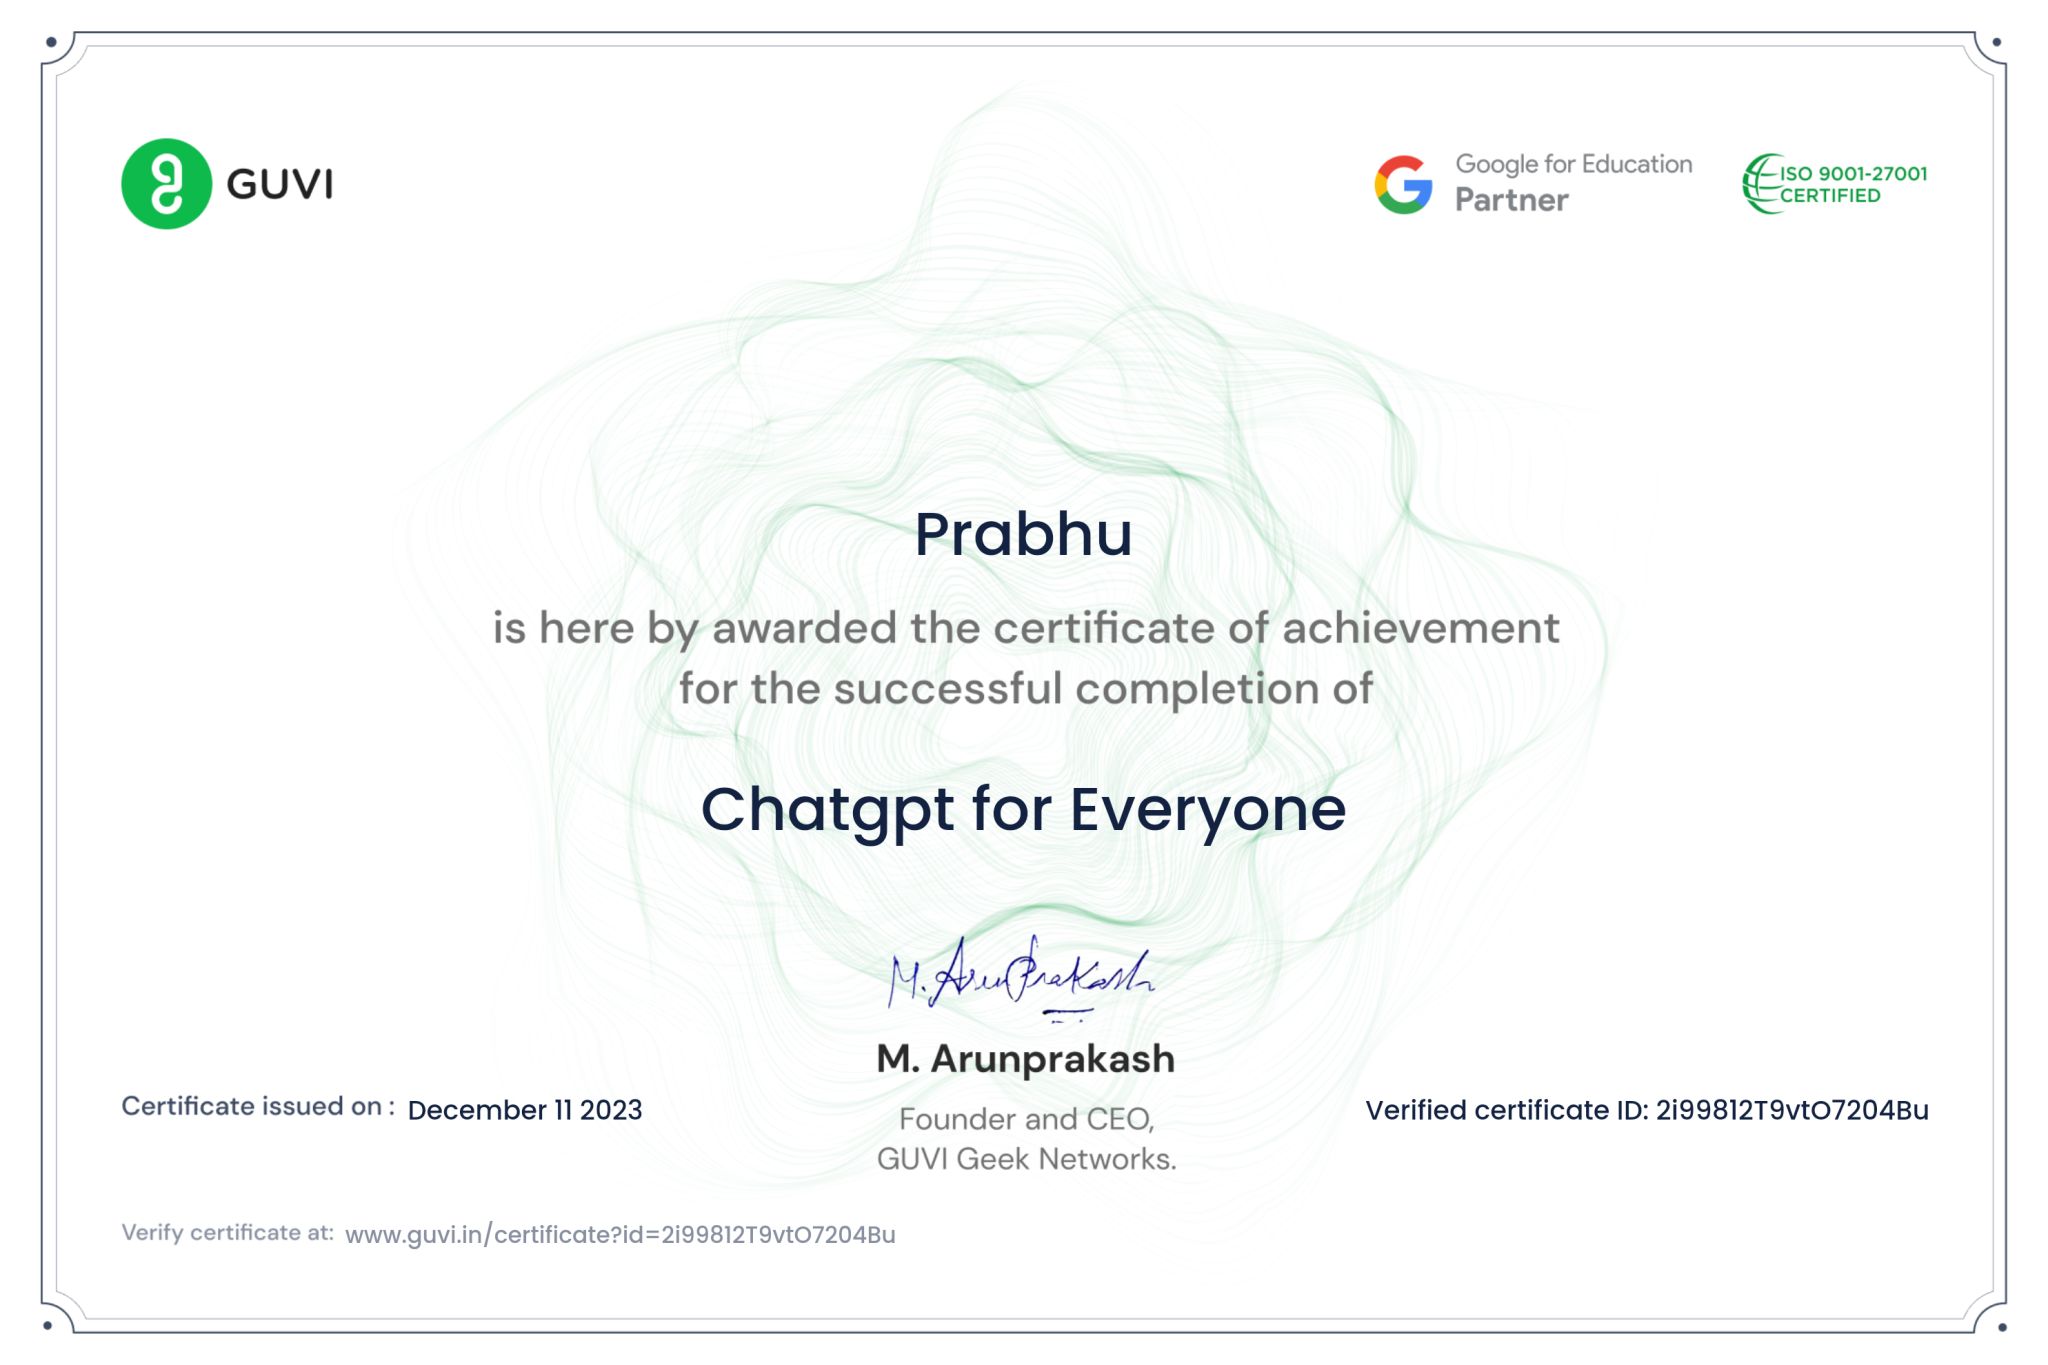 GUVI
Google for Education
Partner
ISO 9001-27001
CERTIFIED
Prabhu
is here by awarded the certificate of achievement
for the successful completion of
Chatgpt for Everyone
M. ArunPrakash
M. Arunprakash
Founder and CEO,
GUVI Geek Networks.
Certificate issued on : December 11 2023
Verified certificate ID: 2i99812T9vtO7204Bu
Verify certificate at: www.guvi.in/certificate?id=2i99812T9vtO7204Bu